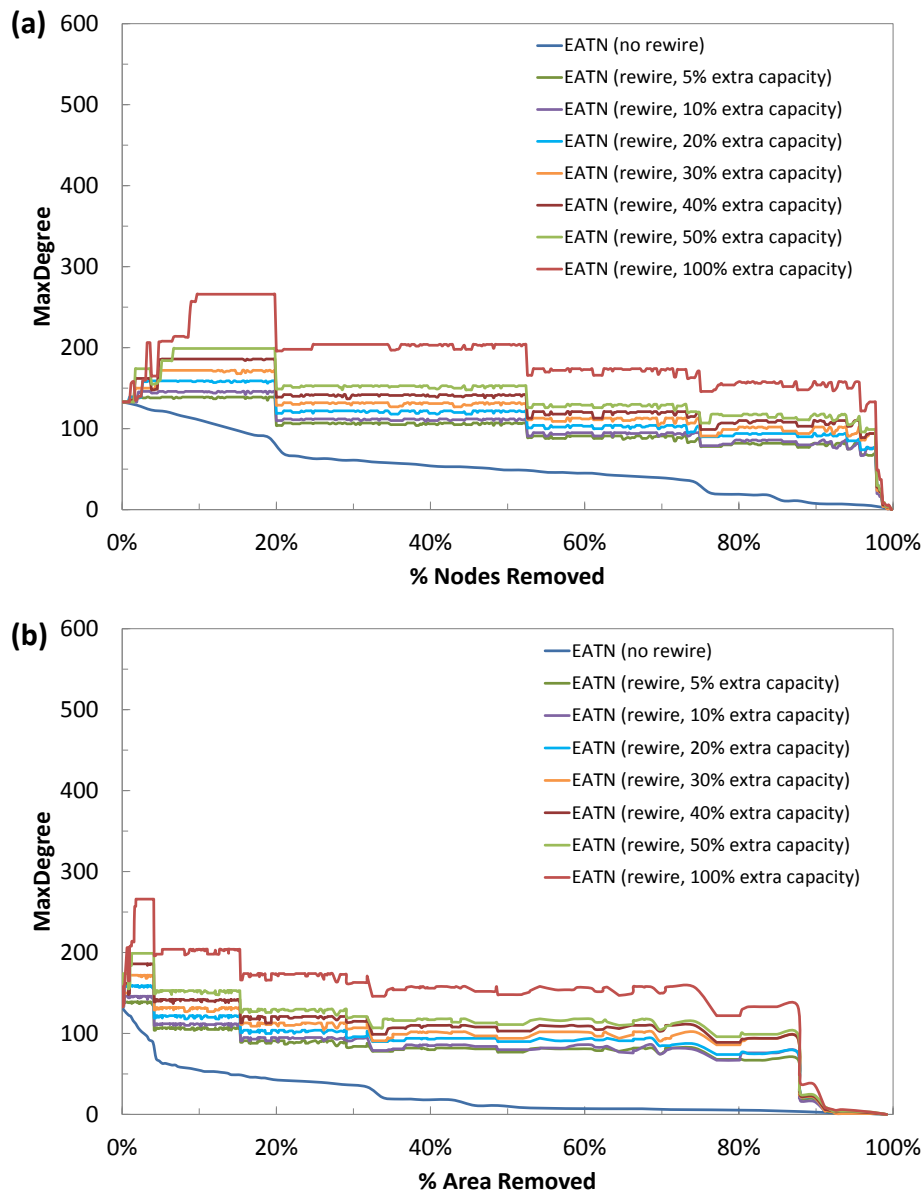 (a)
600
500
400
300
200
100
0
MaxDegree
EATN (no rewire)
EATN (rewire, 5% extra capacity)
EATN (rewire, 10% extra capacity)
EATN (rewire, 20% extra capacity)
EATN (rewire, 30% extra capacity)
EATN (rewire, 40% extra capacity)
EATN (rewire, 50% extra capacity)
EATN (rewire, 100% extra capacity)
0% 20% 40% 60% 80% 100%
% Nodes Removed
(b)
600
500
400
300
200
100
0
MaxDegree
EATN (no rewire)
EATN (rewire, 5% extra capacity)
EATN (rewire, 10% extra capacity)
EATN (rewire, 20% extra capacity)
EATN (rewire, 30% extra capacity)
EATN (rewire, 40% extra capacity)
EATN (rewire, 50% extra capacity)
EATN (rewire, 100% extra capacity)
0% 20% 40% 60% 80% 100%
% Area Removed